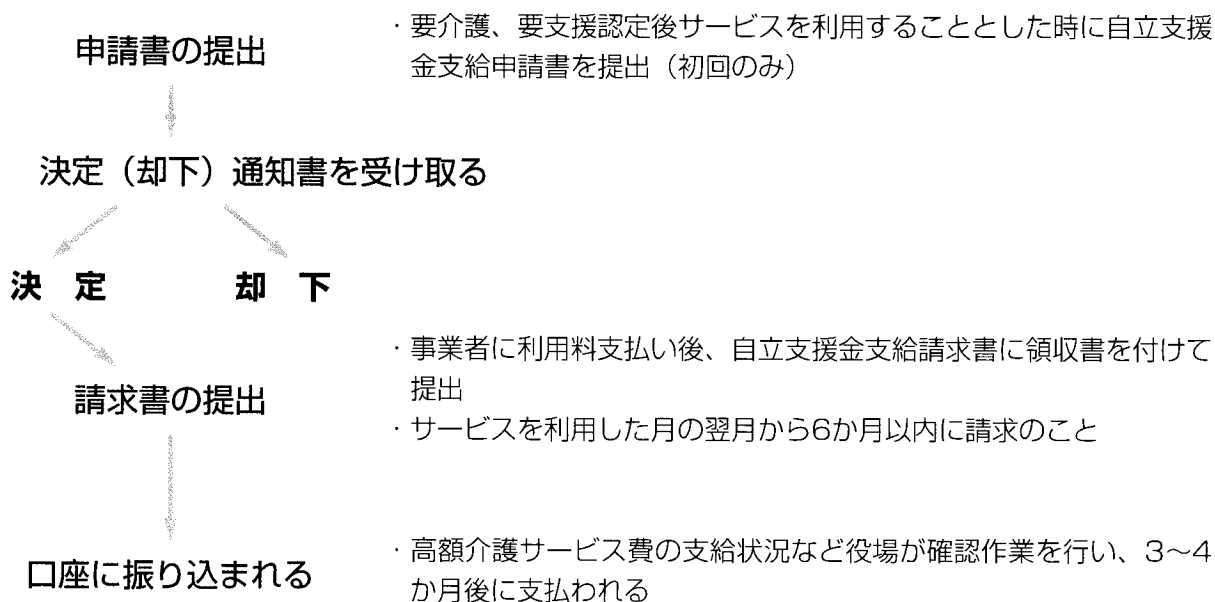 申請書の提出
・要介護、要支援認定後サービスを利用することとした時に自立支援
金支給申請書を提出（初回のみ）
決定（却下）通知書を受け取る
決　定
却　下
請求書の提出
・事業者に利用料支払い後、自立支援金支給請求書に領収書を付けて
提出
・サービスを利用した月の翌月から6か月以内に請求のこと
口座に振り込まれる
・高額介護サービス費の支給状況など役場が確認作業を行い、3～4
か月後に支払われる